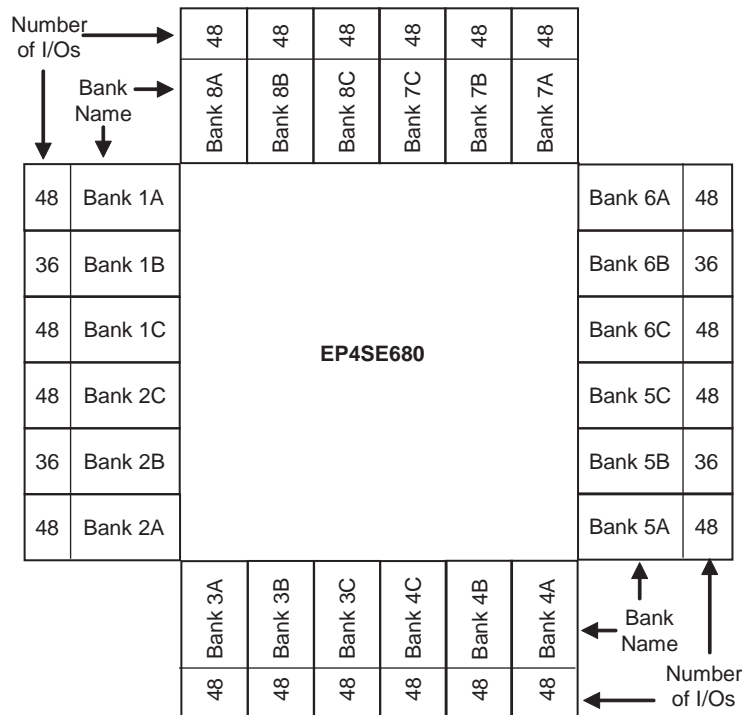 Number
of I/Os
48 48 48 48 48 48
Bank
Name
Bank 8A Bank 8B Bank 8C Bank 7C Bank 7B Bank 7A
48 Bank 1A
36 Bank 1B
48 Bank 1C
48 Bank 2C
36 Bank 2B
48 Bank 2A
EP4SE680
Bank 6A 48
Bank 6B 36
Bank 6C 48
Bank 5C 48
Bank 5B 36
Bank 5A 48
Bank 3A Bank 3B Bank 3C Bank 4C Bank 4B Bank 4A
48 48 48 48 48 48
Bank
Name
Number
of I/Os